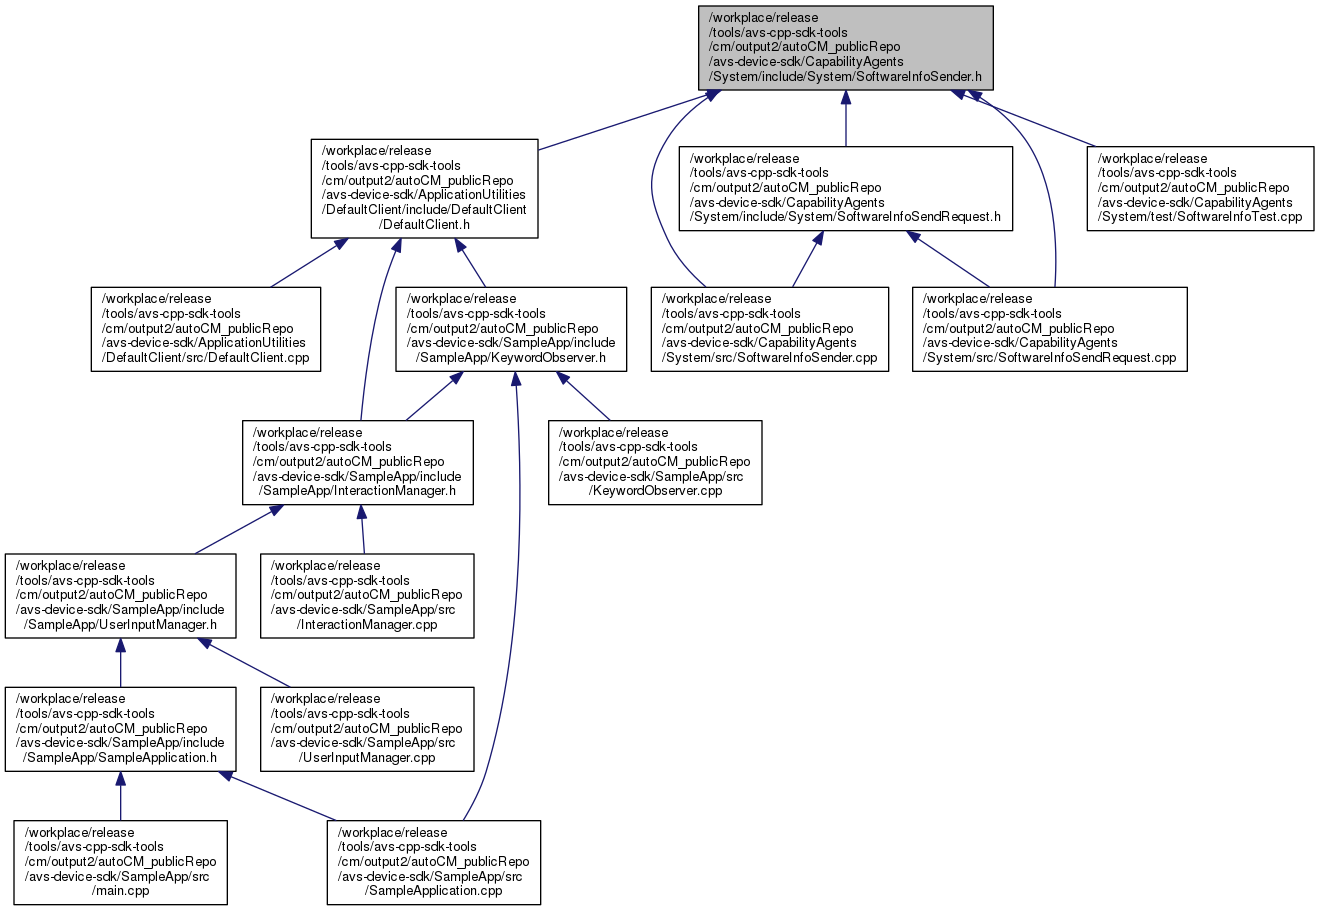 /workplace/release
/tools/avs-cpp-sdk-tools
/cm/output2/autoCM_publicRepo
/avs-device-sdk/CapabilityAgents
/System/include/System/SoftwareInfoSender.h
/workplace/release
/tools/avs-cpp-sdk-tools
/cm/output2/autoCM_publicRepo
/avs-device-sdk/ApplicationUtilities
/DefaultClient/include/DefaultClient
/DefaultClient.h
/workplace/release
/tools/avs-cpp-sdk-tools
/cm/output2/autoCM_publicRepo
/avs-device-sdk/CapabilityAgents
/System/include/System/SoftwareInfoSendRequest.h
/workplace/release
/tools/avs-cpp-sdk-tools
/cm/output2/autoCM_publicRepo
/avs-device-sdk/CapabilityAgents
/System/test/SoftwareInfoTest.cpp
/workplace/release
/tools/avs-cpp-sdk-tools
/cm/output2/autoCM_publicRepo
/avs-device-sdk/ApplicationUtilities
/DefaultClient/src/DefaultClient.cpp
/workplace/release
/tools/avs-cpp-sdk-tools
/cm/output2/autoCM_publicRepo
/avs-device-sdk/SampleApp/include
/SampleApp/KeywordObserver.h
/workplace/release
/tools/avs-cpp-sdk-tools
/cm/output2/autoCM_publicRepo
/avs-device-sdk/CapabilityAgents
/System/src/SoftwareInfoSender.cpp
/workplace/release
/tools/avs-cpp-sdk-tools
/cm/output2/autoCM_publicRepo
/avs-device-sdk/CapabilityAgents
/System/src/SoftwareInfoSendRequest.cpp
/workplace/release
/tools/avs-cpp-sdk-tools
/cm/output2/autoCM_publicRepo
/avs-device-sdk/SampleApp/include
/SampleApp/InteractionManager.h
/workplace/release
/tools/avs-cpp-sdk-tools
/cm/output2/autoCM_publicRepo
/avs-device-sdk/SampleApp/src
/KeywordObserver.cpp
/workplace/release
/tools/avs-cpp-sdk-tools
/cm/output2/autoCM_publicRepo
/avs-device-sdk/SampleApp/include
/SampleApp/UserInputManager.h
/workplace/release
/tools/avs-cpp-sdk-tools
/cm/output2/autoCM_publicRepo
/avs-device-sdk/SampleApp/src
/InteractionManager.cpp
/workplace/release
/tools/avs-cpp-sdk-tools
/cm/output2/autoCM_publicRepo
/avs-device-sdk/SampleApp/include
/SampleApp/SampleApplication.h
/workplace/release
/tools/avs-cpp-sdk-tools
/cm/output2/autoCM_publicRepo
/avs-device-sdk/SampleApp/src
/UserInputManager.cpp
/workplace/release
/tools/avs-cpp-sdk-tools
/cm/output2/autoCM_publicRepo
/avs-device-sdk/SampleApp/src
/main.cpp
/workplace/release
/tools/avs-cpp-sdk-tools
/cm/output2/autoCM_publicRepo
/avs-device-sdk/SampleApp/src
/SampleApplication.cpp